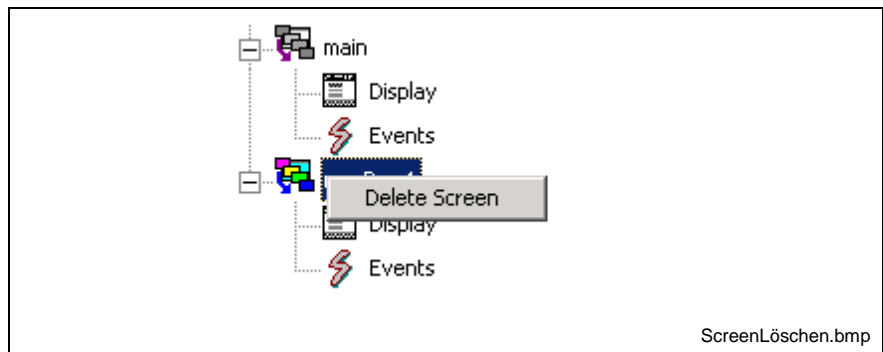 main
Display
Events
Delete Screen
Display
Events
ScreenLöschen.bmp